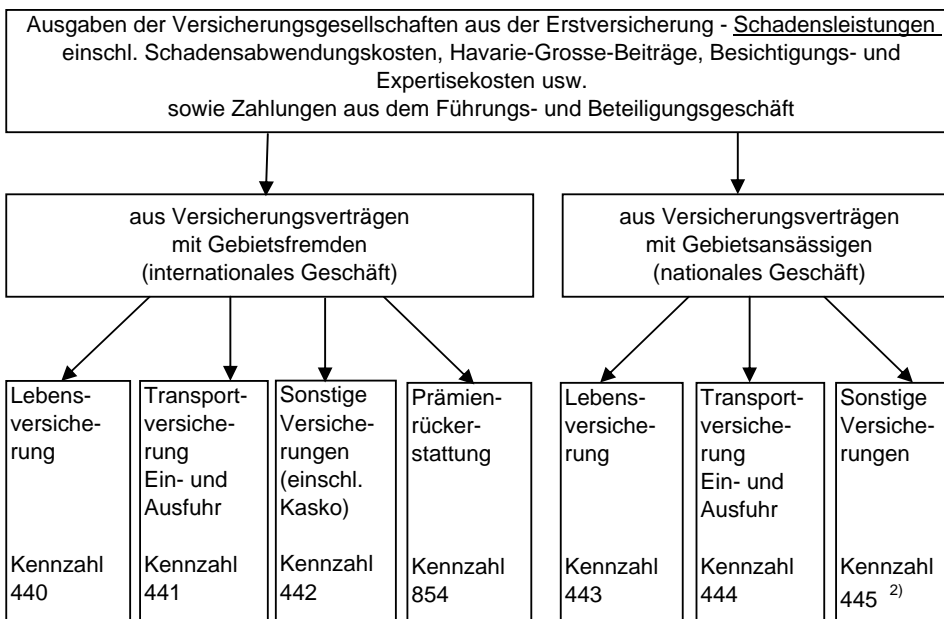 Ausgaben der Versicherungsgesellschaften aus der Erstversicherung - Schadensleistungen
einschl. Schadensabwendungskosten, Havarie-Grosse-Beiträge, Besichtigungs- und
Expertisekosten usw.
sowie Zahlungen aus dem Führungs- und Beteiligungsgeschäft
aus Versicherungsverträgen
mit Gebietsfremden
(internationales Geschäft)
aus Versicherungsverträgen
mit Gebietsansässigen
(nationales Geschäft)
Lebens-
versiche-
rung
Kennzahl
440
Transport-
versiche-
rung
Ein- und
Ausfuhr
Kennzahl
441
Sonstige
Versiche-
rungen
(einschl.
Kasko)
Kennzahl
442
Prämien-
rücker-
stattung
Kennzahl
854
Lebens-
versiche-
rung
Kennzahl
443
Transport-
versiche-
rung
Ein- und
Ausfuhr
Kennzahl
444
Sonstige
Versiche-
rungen
Kennzahl
445 2)